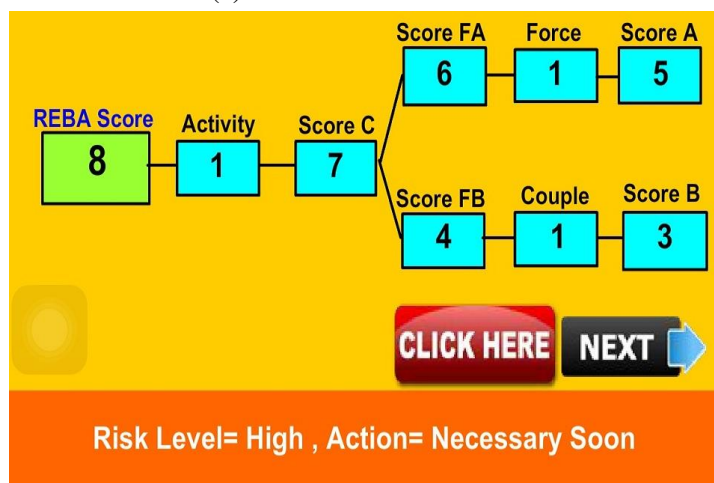 Score FA Force Score A
6 1 5
REBA Score Activity Score C
8 1 7
Score FB Couple Score B
4 1 3
CLICK HERE NEXT
Risk Level= High , Action= Necessary Soon